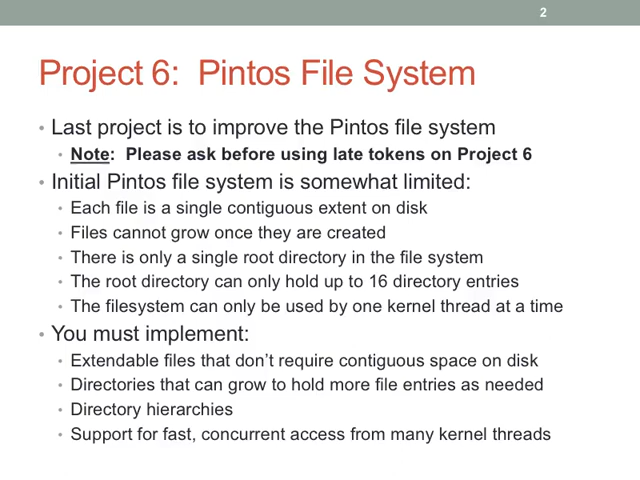 2
Project 6:  Pintos File System
• Last project is to improve the Pintos file system
• Note:  Please ask before using late tokens on Project 6
• Initial Pintos file system is somewhat limited:
• Each file is a single contiguous extent on disk
• Files cannot grow once they are created
• There is only a single root directory in the file system
• The root directory can only hold up to 16 directory entries
• The filesystem can only be used by one kernel thread at a time
• You must implement:
• Extendable files that don’t require contiguous space on disk
• Directories that can grow to hold more file entries as needed
• Directory hierarchies
• Support for fast, concurrent access from many kernel threads